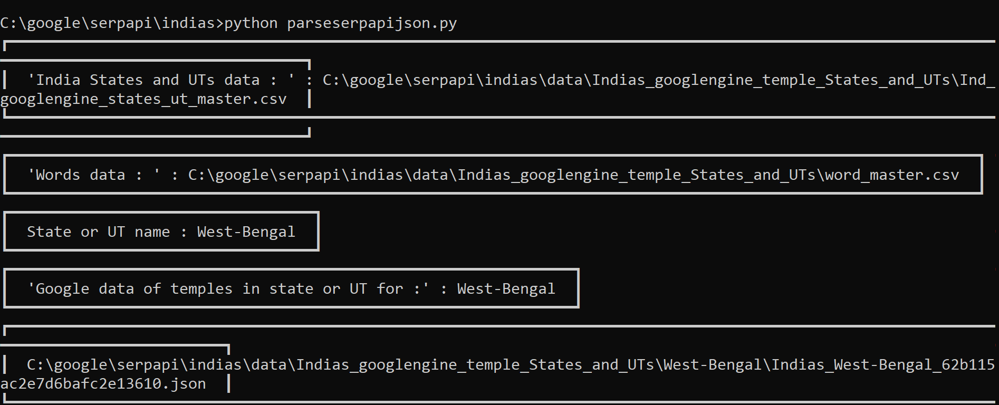 C:\google\serpapi\indias>python parseserpapijson.py
'India States and UTs data : ' : C:\google\serpapi\indias\data\Indias_googlengine_temple_States_and_UTs\Ind_
googlengine_states_ut_master.csv
'Words data : ' : C:\google\serpapi\indias\data\Indias_googlengine_temple_States_and_UTs\word_master.csv
State or UT name : West-Bengal
'Google data of temples in state or UT for :' : West-Bengal
C:\google\serpapi\indias\data\Indias_googlengine_temple_States_and_UTs\West-Bengal\Indias_West-Bengal_62b115
ac2e7d6bafc2e13610.json